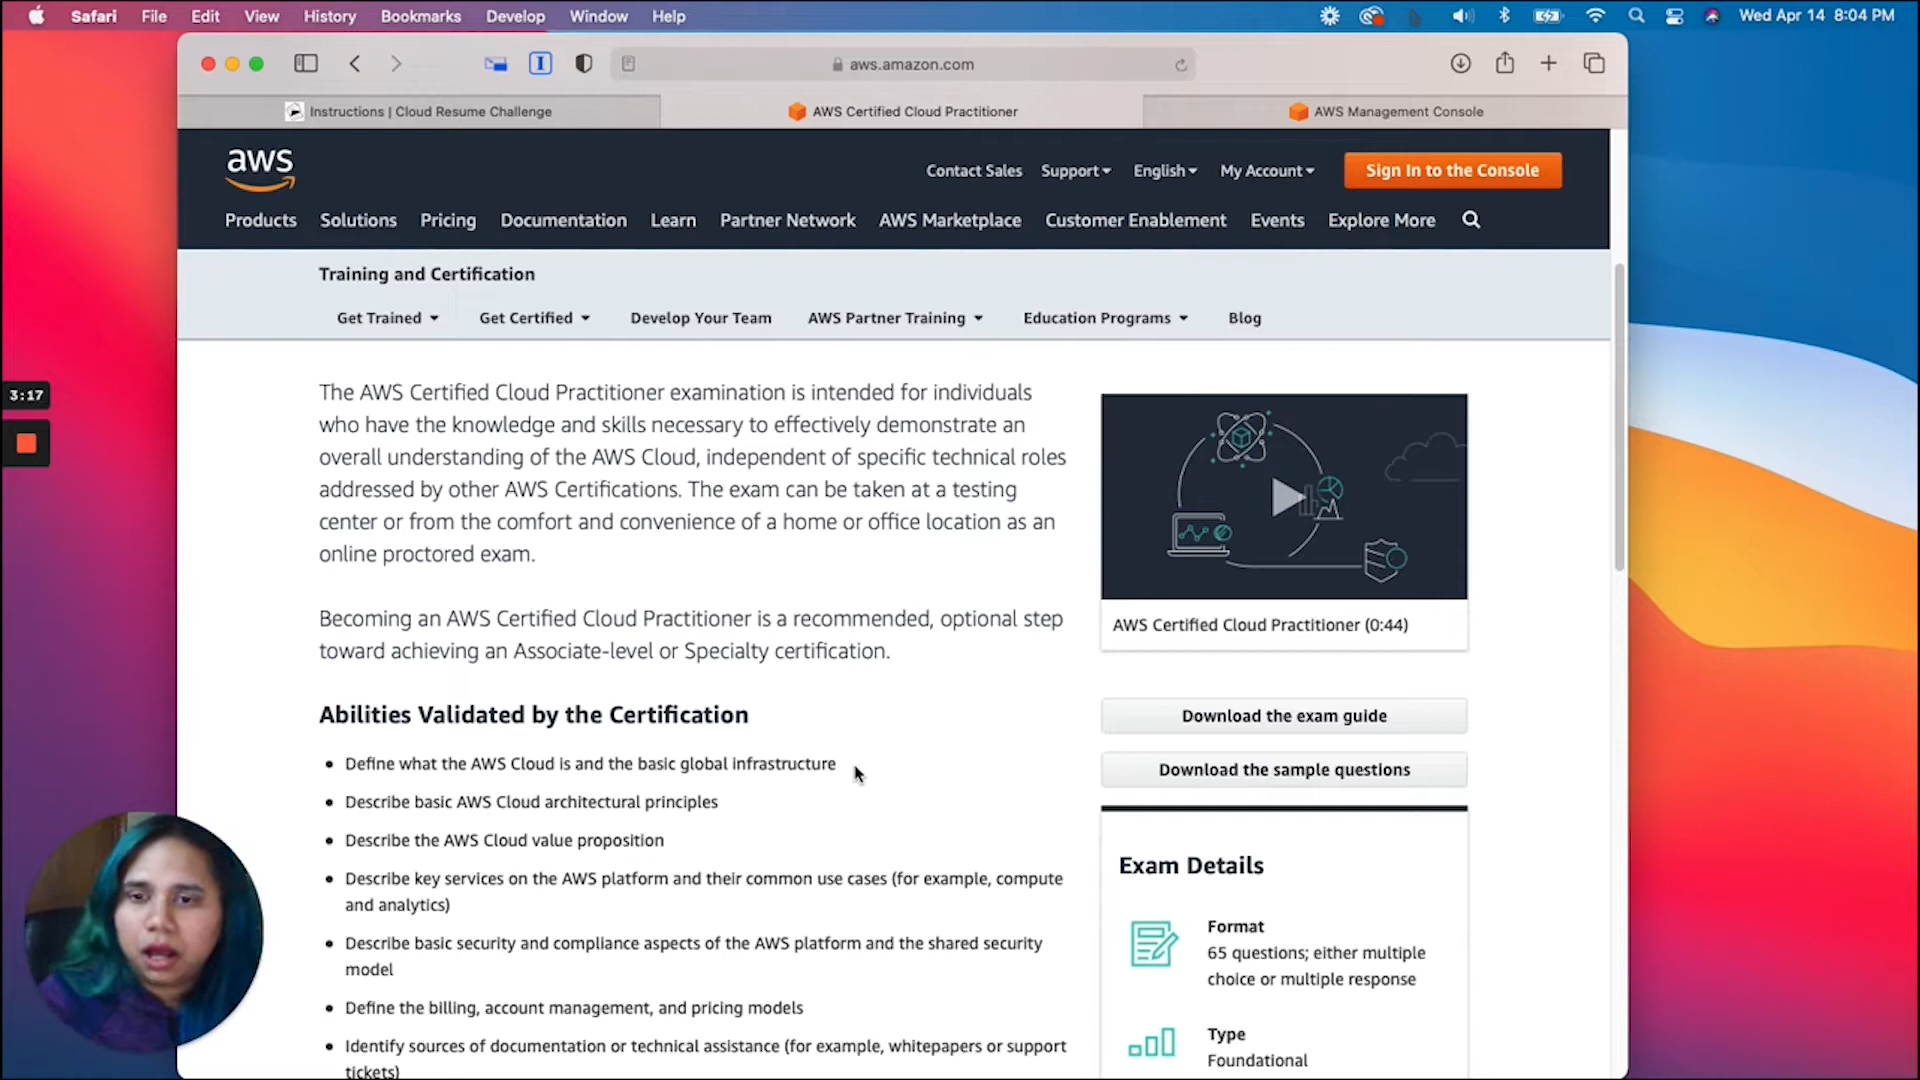 Safari File Edit View History Bookmarks Develop Window Help Wed Apr 14 8:04 PM
aws.amazon.com
Instructions | Cloud Resume Challenge
AWS Certified Cloud Practitioner
AWS Management Console
aws
Contact Sales Support English My Account Sign In to the Console
Products Solutions Pricing Documentation Learn Partner Network AWS Marketplace Customer Enablement Events Explore More
Training and Certification
Get Trained Get Certified Develop Your Team AWS Partner Training Education Programs Blog
3:17
The AWS Certified Cloud Practitioner examination is intended for individuals
who have the knowledge and skills necessary to effectively demonstrate an
overall understanding of the AWS Cloud, independent of specific technical roles
addressed by other AWS Certifications. The exam can be taken at a testing
center or from the comfort and convenience of a home or office location as an
online proctored exam.
Becoming an AWS Certified Cloud Practitioner is a recommended, optional step
toward achieving an Associate-level or Specialty certification.
Abilities Validated by the Certification
• Define what the AWS Cloud is and the basic global infrastructure
• Describe basic AWS Cloud architectural principles
• Describe the AWS Cloud value proposition
• Describe key services on the AWS platform and their common use cases (for example, compute
and analytics)
• Describe basic security and compliance aspects of the AWS platform and the shared security
model
• Define the billing, account management, and pricing models
• Identify sources of documentation or technical assistance (for example, whitepapers or support
tickets)
AWS Certified Cloud Practitioner (0:44)
Download the exam guide
Download the sample questions
Exam Details
Format
65 questions; either multiple
choice or multiple response
Type
Foundational